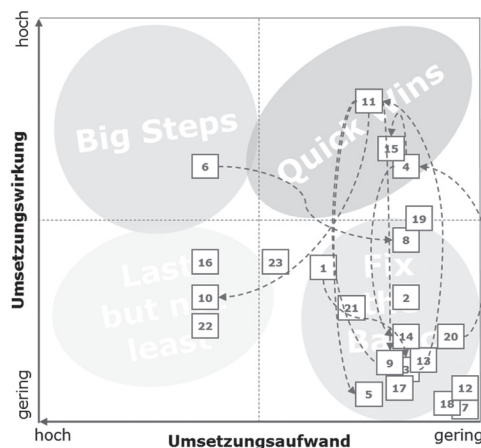 hoch
Umsetzungswirkung
gering
Big Steps
Quick Wins
11
15
6
4
19
8
Last
but not
least
Fix
the
Basic
16
23
1
10
2
21
22
14
20
13
9
3
5
17
12
18
7
hoch
Umsetzungsaufwand
gering